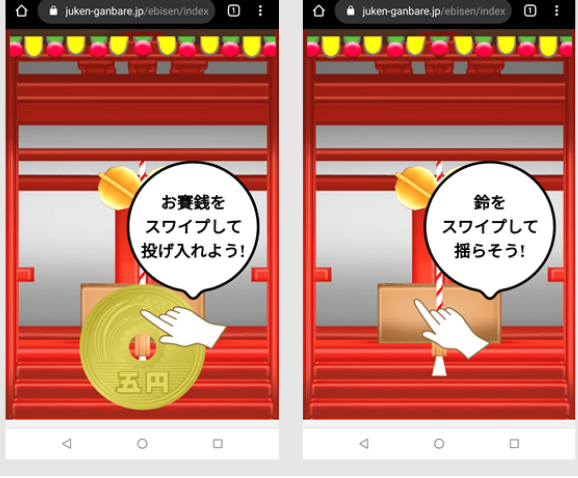 juken-ganbare.jp/ebisen/index
1
お賽銭を
スワイプして
投げ入れよう!
五円
juken-ganbare.jp/ebisen/index
1
鈴を
スワイプして
揺らそう!